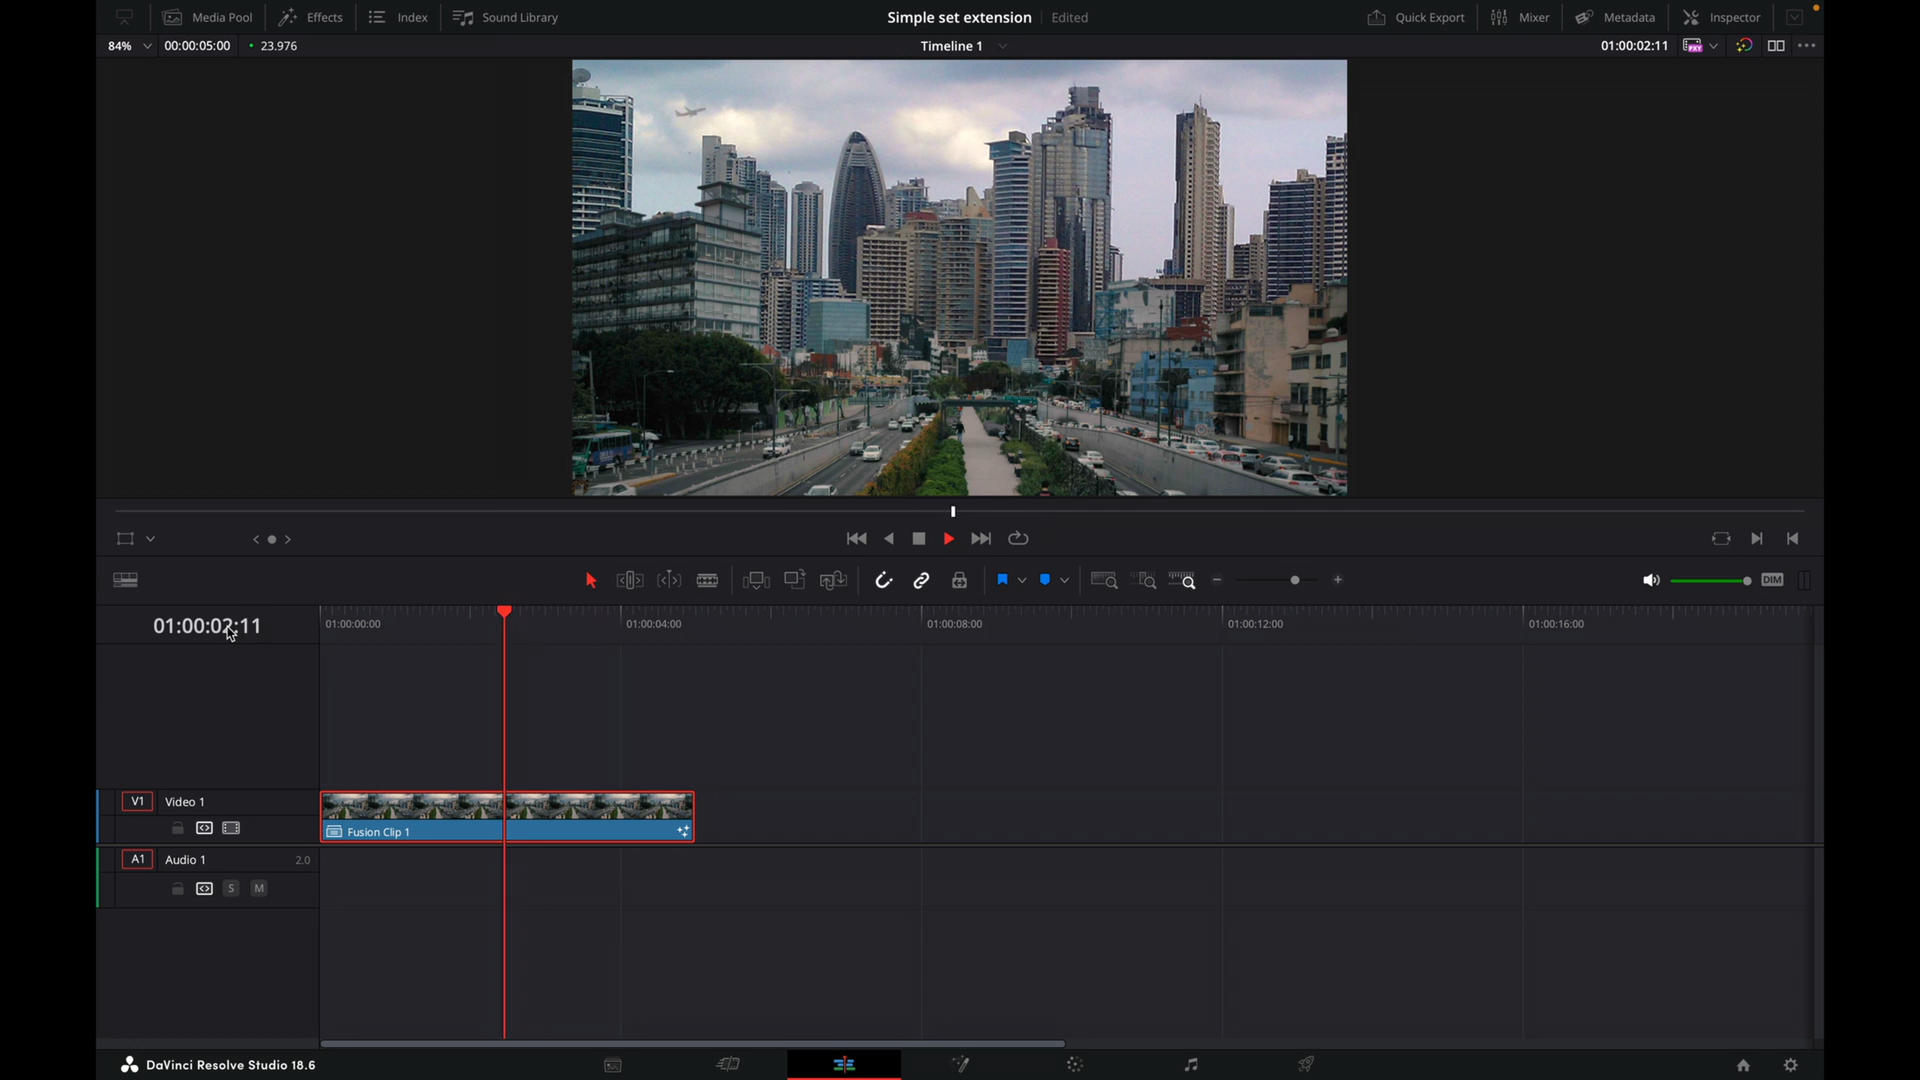 Media Pool Effects Index Sound Library Simple set extension Edited Quick Export Mixer Metadata Inspector
84% 00:00:05:00 23.976 Timeline 1 01:00:02:11
DIM
01:00:02:11 01:00:00:00 01:00:04:00 01:00:08:00 01:00:12:00 01:00:16:00
V1 Video 1
Fusion Clip 1
A1 Audio 1 2.0
S M
DaVinci Resolve Studio 18.6